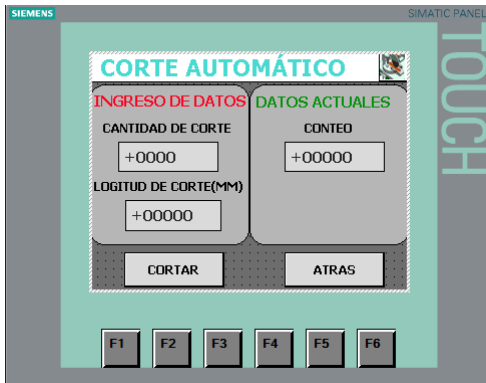 SIEMENS
SIMATIC PANEL
TOUCH
CORTE AUTOMÁTICO
INGRESO DE DATOS
DATOS ACTUALES
CANTIDAD DE CORTE
CONTEO
+0000
+00000
LOGITUD DE CORTE(MM)
+00000
CORTAR
ATRAS
F1
F2
F3
F4
F5
F6